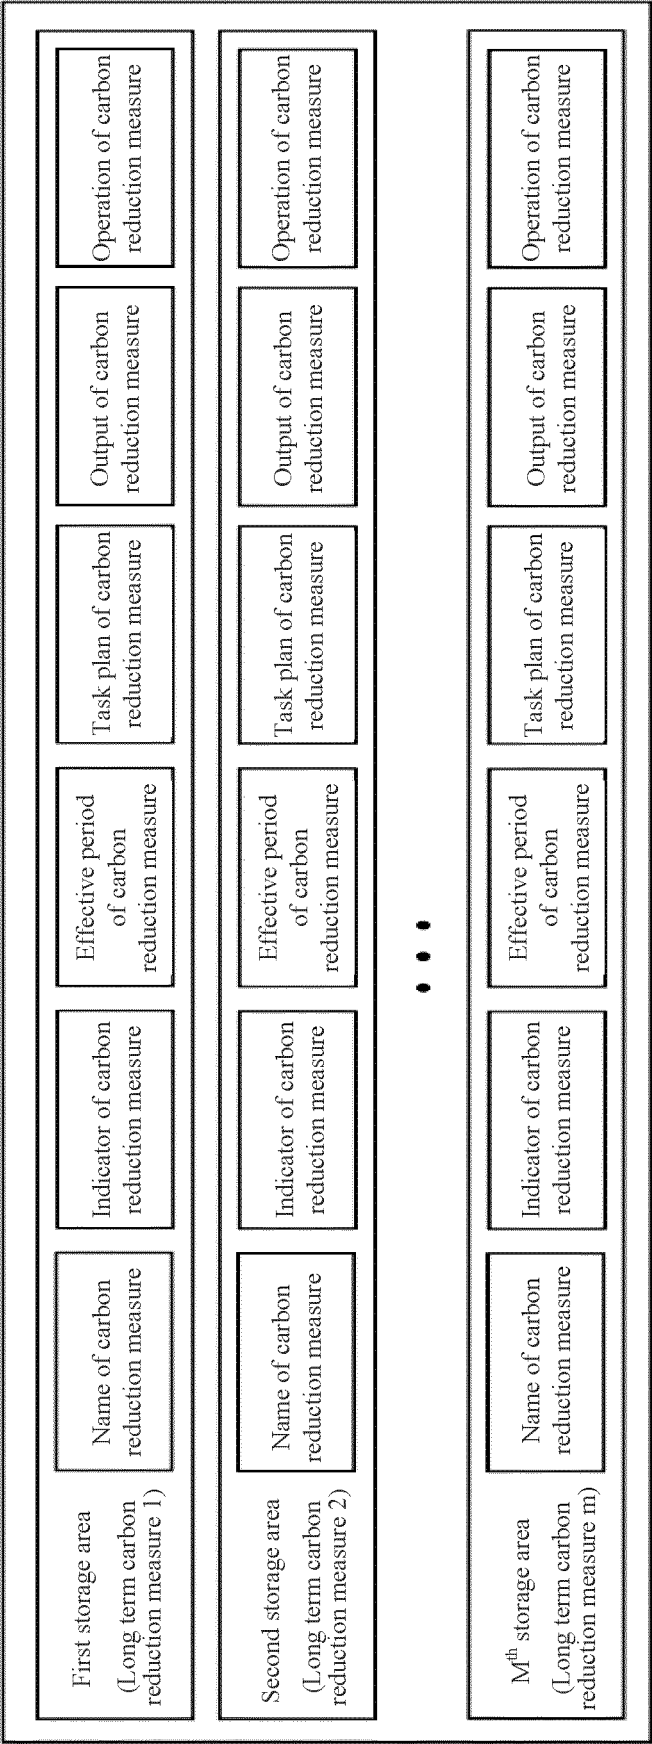 First storage area
(Long term carbon
reduction measure 1)
Name of carbon
reduction measure
Indicator of carbon
reduction measure
Effective period
of carbon
reduction measure
Task plan of carbon
reduction measure
Output of carbon
reduction measure
Operation of carbon
reduction measure
Second storage area
(Long term carbon
reduction measure 2)
Name of carbon
reduction measure
Indicator of carbon
reduction measure
Effective period
of carbon
reduction measure
Task plan of carbon
reduction measure
Output of carbon
reduction measure
Operation of carbon
reduction measure
Mth storage area
(Long term carbon
reduction measure m)
Name of carbon
reduction measure
Indicator of carbon
reduction measure
Effective period
of carbon
reduction measure
Task plan of carbon
reduction measure
Output of carbon
reduction measure
Operation of carbon
reduction measure